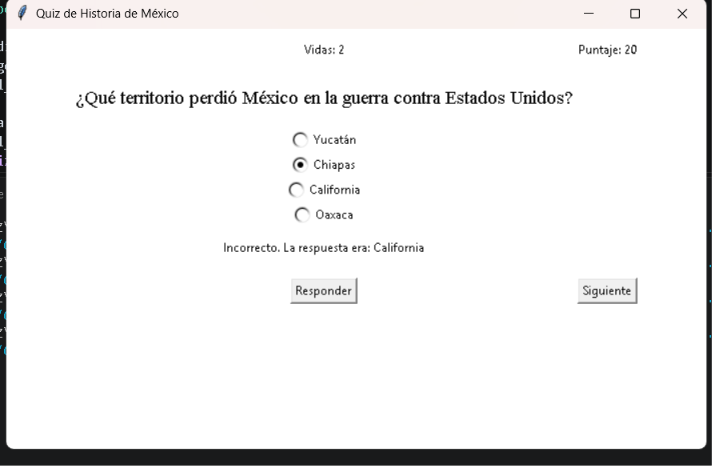 Quiz de Historia de México
Vidas: 2
Puntaje: 20
¿Qué territorio perdió México en la guerra contra Estados Unidos?
Yucatán
Chiapas
California
Oaxaca
Incorrecto. La respuesta era: California
Responder
Siguiente